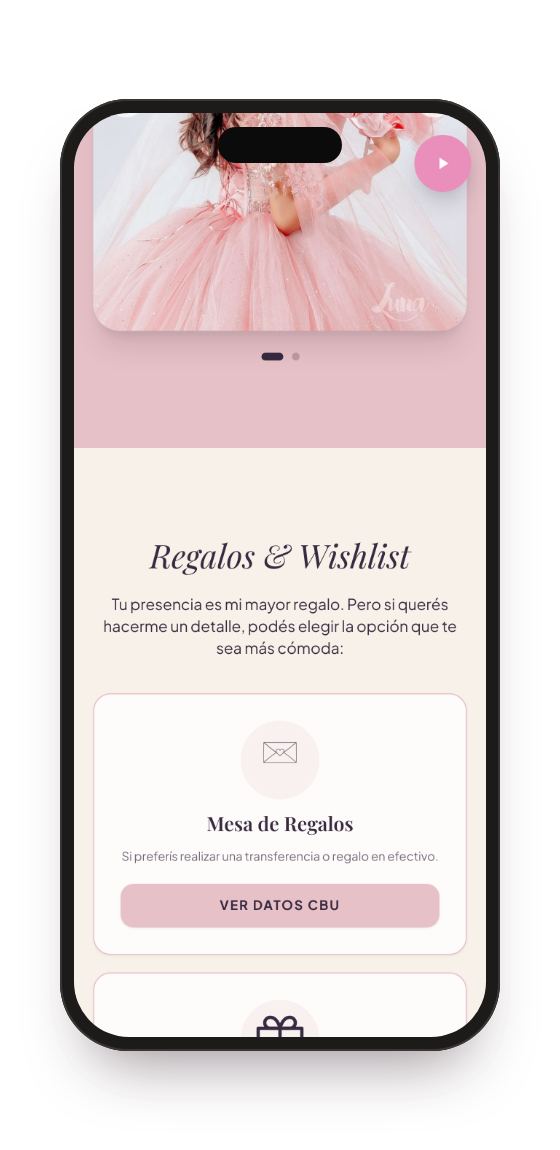 Luna
Regalos & Wishlist
Tu presencia es mi mayor regalo. Pero si querés
hacerme un detalle, podés elegir la opción que te
sea más cómoda:
Mesa de Regalos
Si preferís realizar una transferencia o regalo en efectivo.
VER DATOS CBU